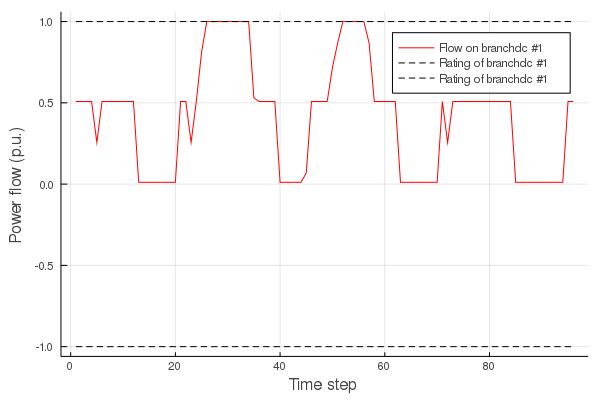 1.0
Flow on branchdc #1
Rating of branchdc #1
Rating of branchdc #1
0.5
0.0
-0.5
-1.0
Power flow (p.u.)
0 20 40 60 80
Time step